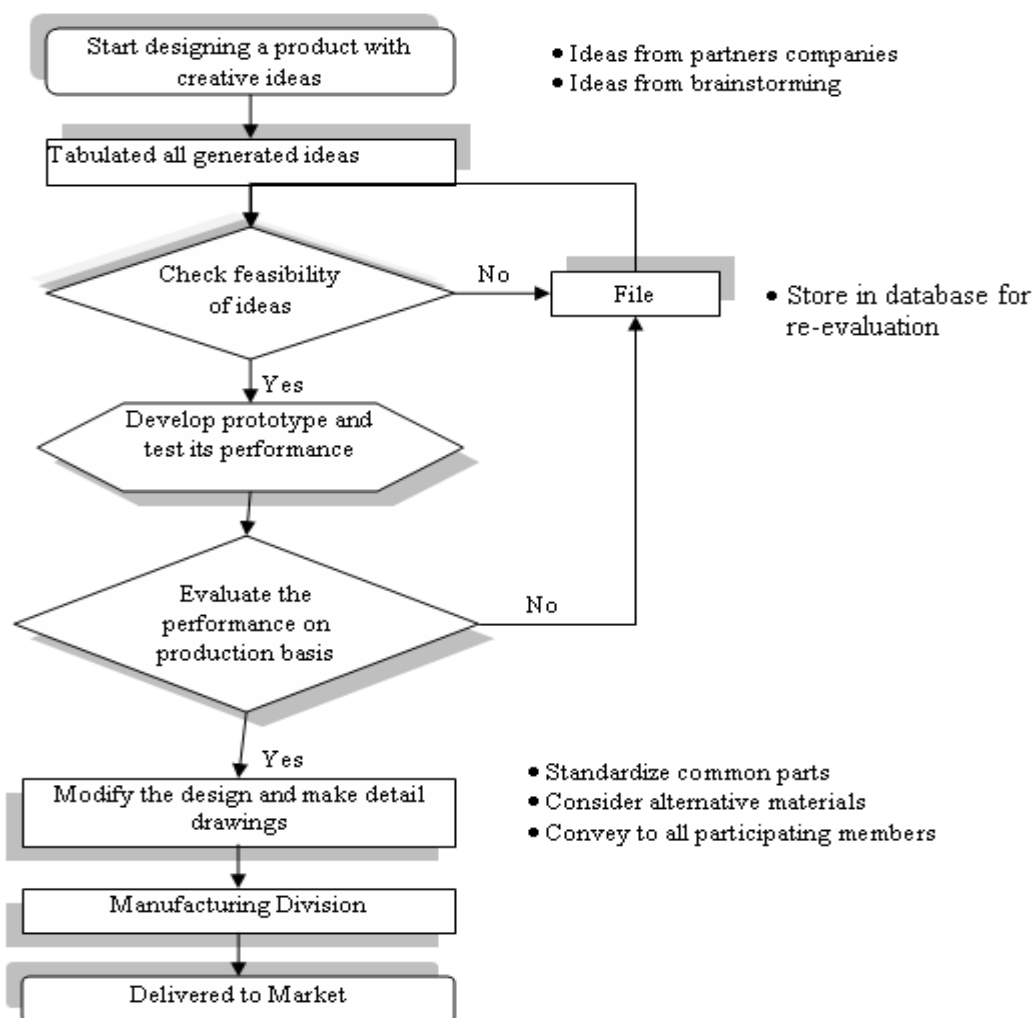 Start designing a product with
creative ideas
• Ideas from partners companies
• Ideas from brainstorming
Tabulated all generated ideas
Check feasibility
of ideas
No
File
• Store in database for
re-evaluation
Yes
Develop prototype and
test its performance
Evaluate the
performance on
production basis
No
Yes
Modify the design and make detail
drawings
• Standardize common parts
• Consider alternative materials
• Convey to all participating members
Manufacturing Division
Delivered to Market